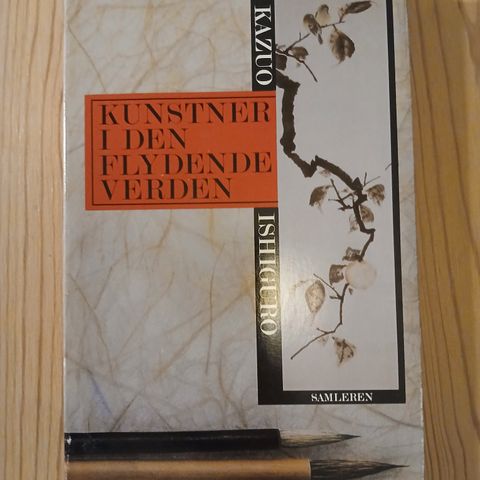 KAZUO
KUNSTNER
I DEN
FLYDENDE
VERDEN
ISHIGURO
SAMLEREN